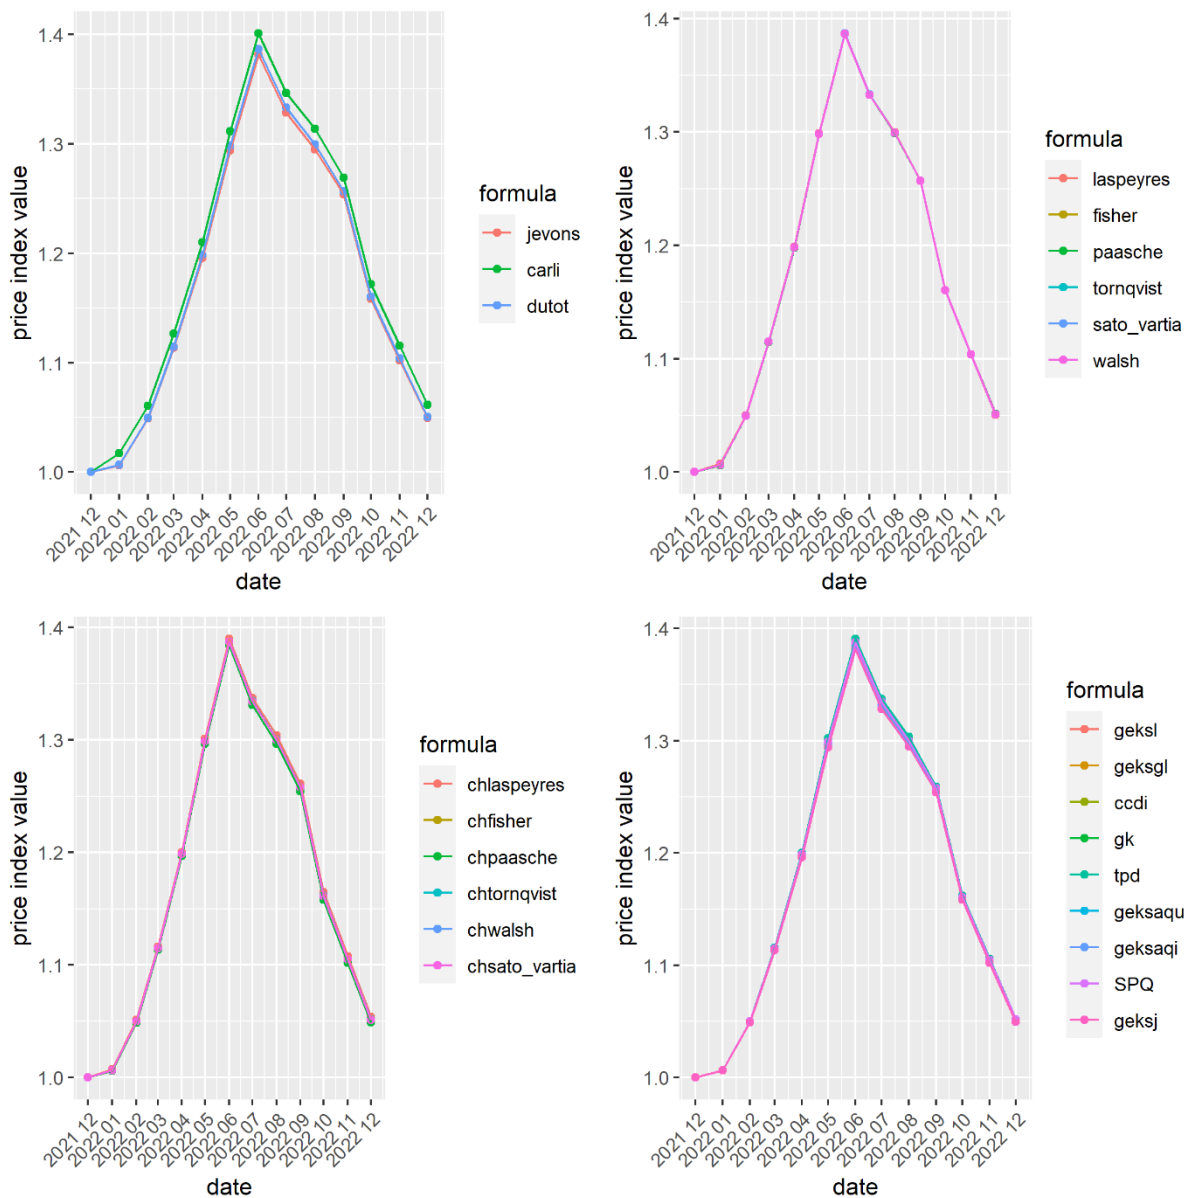 price index value
1.4
1.3
1.2
1.1
1.0
2021 12
2022 01
2022 02
2022 03
2022 04
2022 05
2022 06
2022 07
2022 08
2022 09
2022 10
2022 11
2022 12
date
formula
jevons
carli
dutot
price index value
1.4
1.3
1.2
1.1
1.0
2021 12
2022 01
2022 02
2022 03
2022 04
2022 05
2022 06
2022 07
2022 08
2022 09
2022 10
2022 11
2022 12
date
formula
laspeyres
fisher
paasche
tornqvist
sato_vartia
walsh
price index value
1.4
1.3
1.2
1.1
1.0
2021 12
2022 01
2022 02
2022 03
2022 04
2022 05
2022 06
2022 07
2022 08
2022 09
2022 10
2022 11
2022 12
date
formula
chlaspeyres
chfisher
chpaasche
chtornqvist
chwalsh
chsato_vartia
price index value
1.4
1.3
1.2
1.1
1.0
2021 12
2022 01
2022 02
2022 03
2022 04
2022 05
2022 06
2022 07
2022 08
2022 09
2022 10
2022 11
2022 12
date
formula
geksl
geksgl
ccdi
gk
tpd
geksaqu
geksaqi
SPQ
geksj